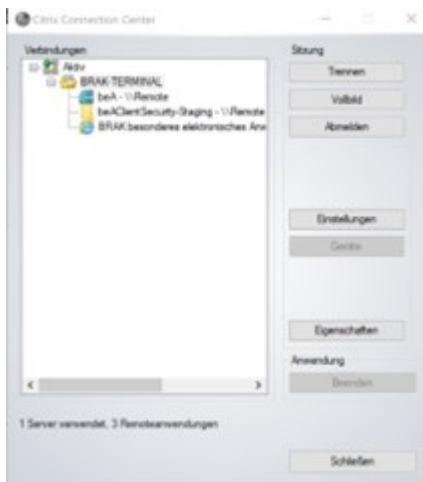 Citrix Connection Center
Verbindungen
Aktiv
BRAK-TERMINAL
beA - \\Remote
beAClientSecurity-Staging - \\Remote
BRAK besonderes elektronisches Anw
Sitzung
Trennen
Vollbild
Abmelden
Einstellungen
Geräte
Eigenschaften
Anwendung
Beenden
1 Server verwendet, 3 Remoteanwendungen
Schließen